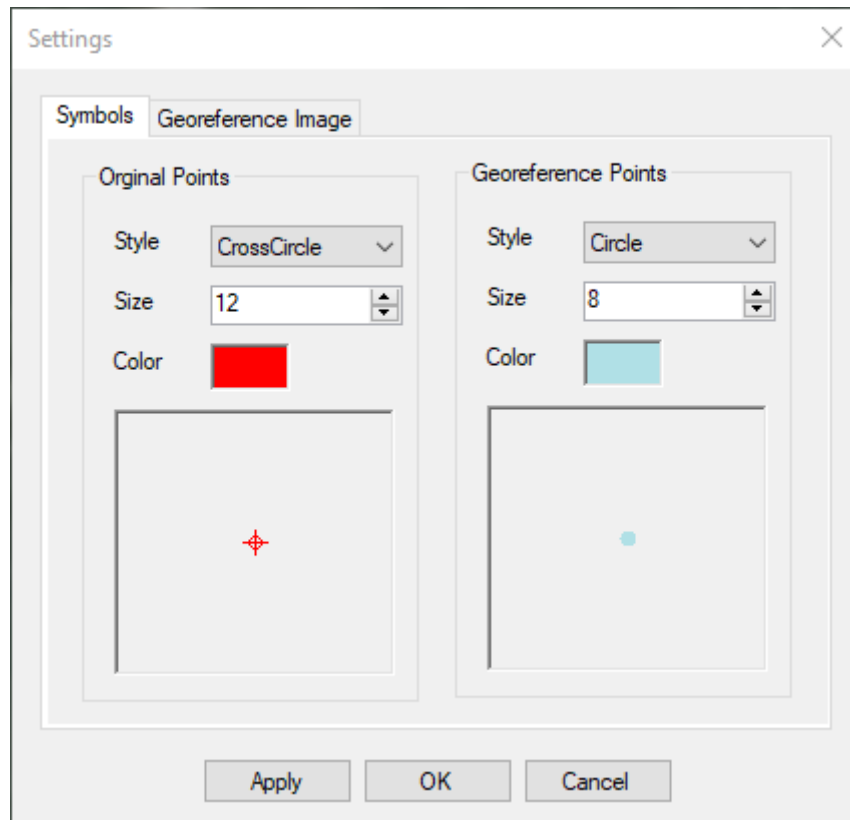 Settings
Symbols
Georeference Image
Orginal Points
Style
CrossCircle
Size
12
Color
Georeference Points
Style
Circle
Size
8
Color
Apply
OK
Cancel